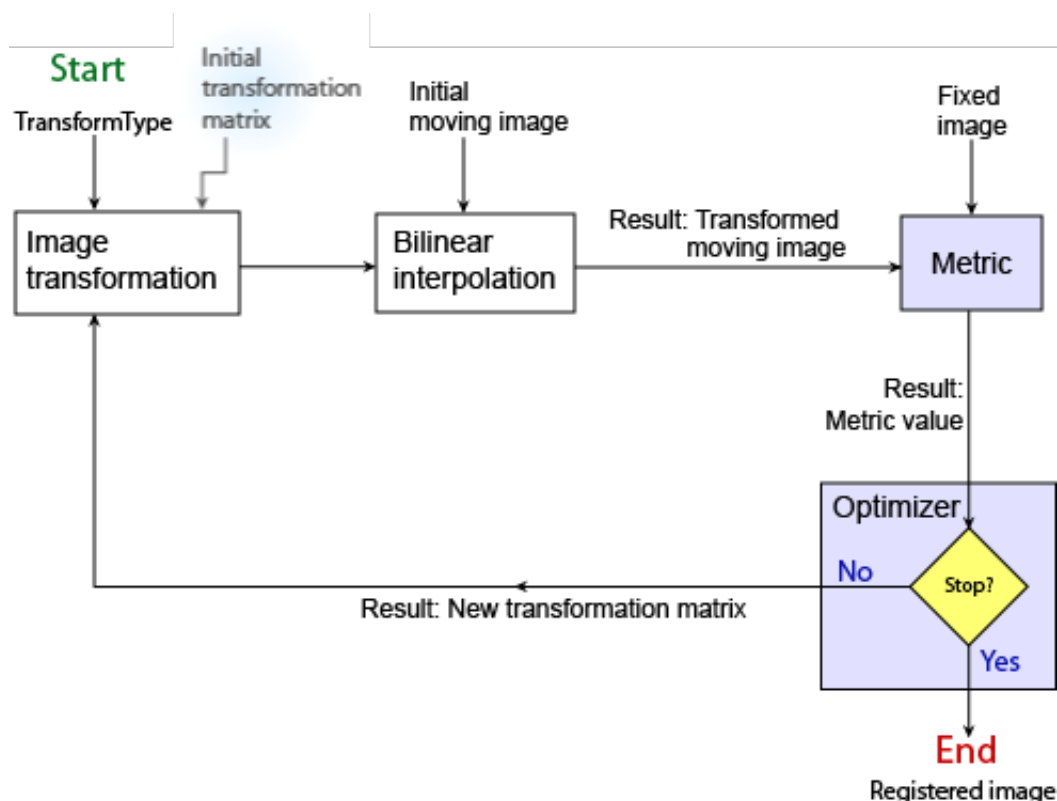 Start
TransformType
Initial
transformation
matrix
Initial
moving image
Fixed
image
Image
transformation
Bilinear
interpolation
Result: Transformed
moving image
Metric
Result:
Metric value
Optimizer
No
Stop?
Result: New transformation matrix
Yes
End
Registered image